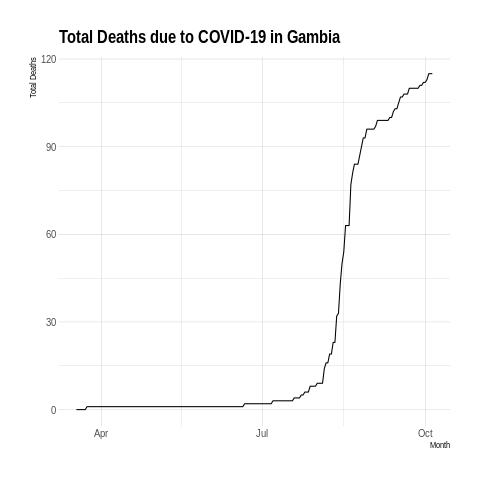 Total Deaths due to COVID-19 in Gambia
Total Deaths
120
90
60
30
0
Apr
Jul
Oct
Month